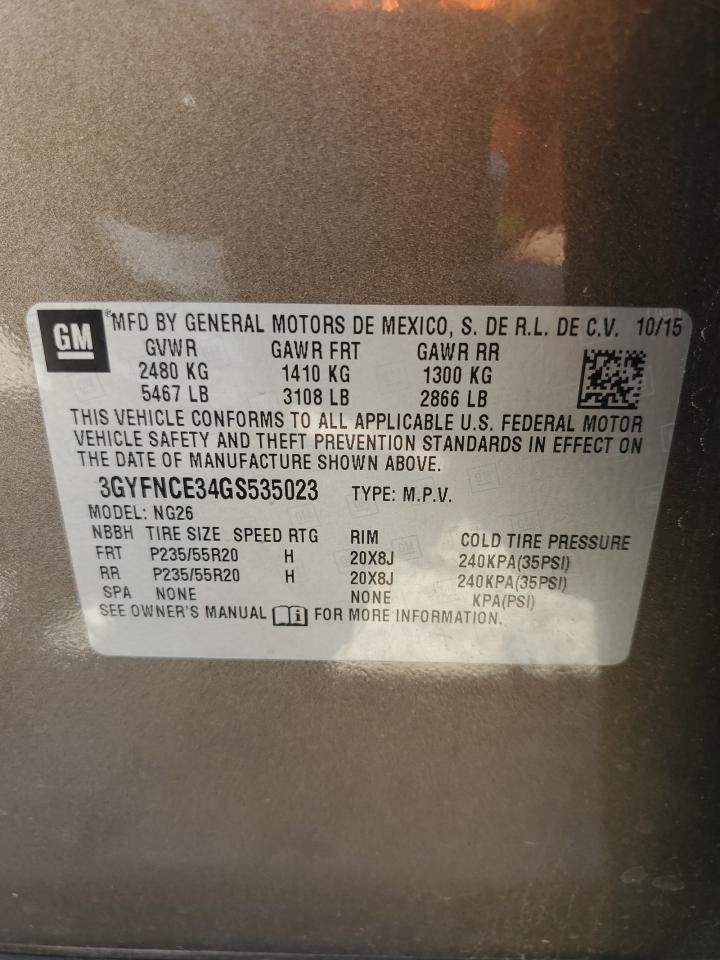 GM
® MFD BY GENERAL MOTORS DE MEXICO, S. DE R.L. DE C.V. 10/15
GVWR GAWR FRT GAWR RR
2480 KG 1410 KG 1300 KG
5467 LB 3108 LB 2866 LB
THIS VEHICLE CONFORMS TO ALL APPLICABLE U.S. FEDERAL MOTOR
VEHICLE SAFETY AND THEFT PREVENTION STANDARDS IN EFFECT ON
THE DATE OF MANUFACTURE SHOWN ABOVE.
3GYFNCE34GS535023 TYPE: M.P.V.
MODEL: NG26
NBBH TIRE SIZE SPEED RTG RIM COLD TIRE PRESSURE
FRT P235/55R20 H 20X8J 240KPA(35PSI)
RR P235/55R20 H 20X8J 240KPA(35PSI)
SPA NONE NONE KPA(PSI)
SEE OWNER'S MANUAL i FOR MORE INFORMATION.